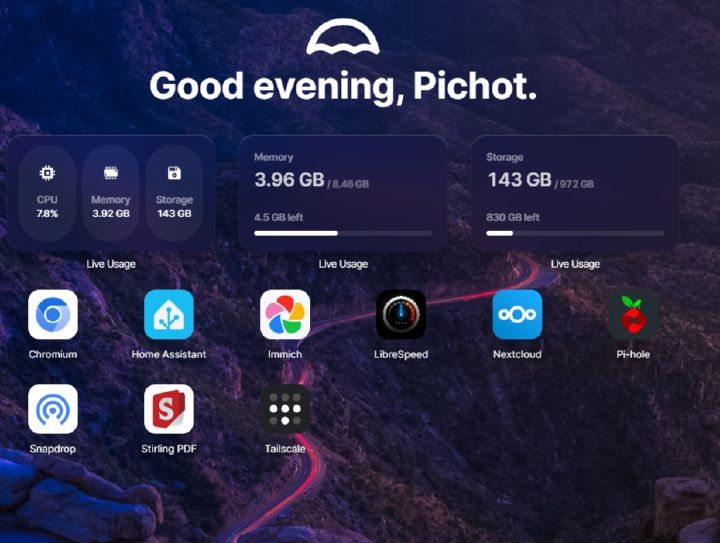 Good evening, Pichot.
CPU
7.8%
Memory
3.92 GB
Storage
143 GB
Memory
3.96 GB / 8.46 GB
4.5 GB left
Storage
143 GB / 972 GB
830 GB left
Live Usage
Live Usage
Live Usage
Chromium
Home Assistant
Immich
LibreSpeed
Nextcloud
Pi-hole
S
Snapdrop
Stirling PDF
Tailscale